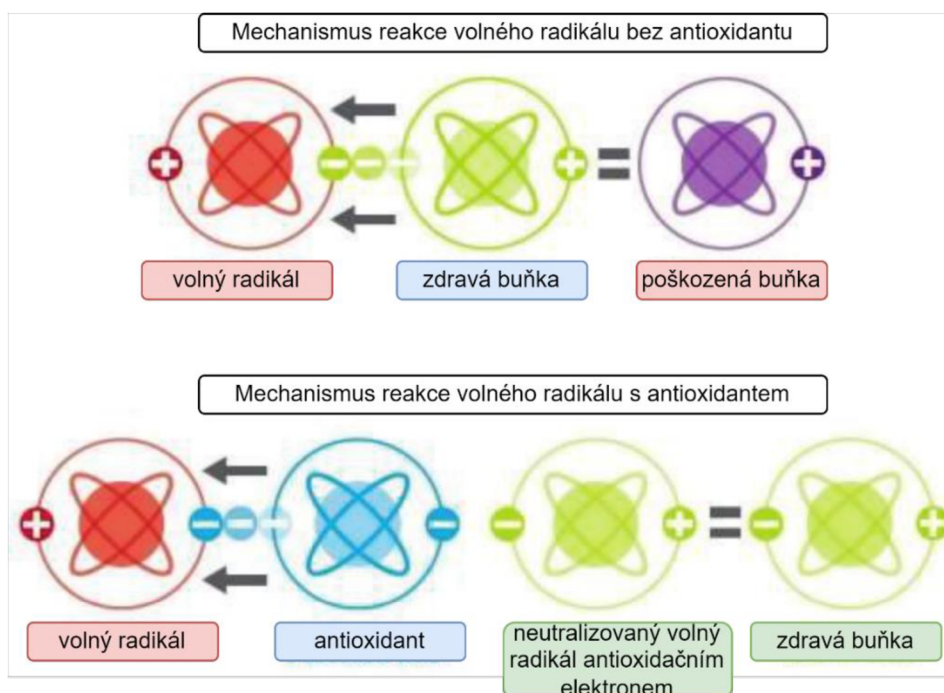 Mechanismus reakce volného radikálu bez antioxidantu
volný radikál
zdravá buňka
poškozená buňka
Mechanismus reakce volného radikálu s antioxidantem
volný radikál
antioxidant
neutralizovaný volný
radikál antioxidačním
elektronem
zdravá buňka